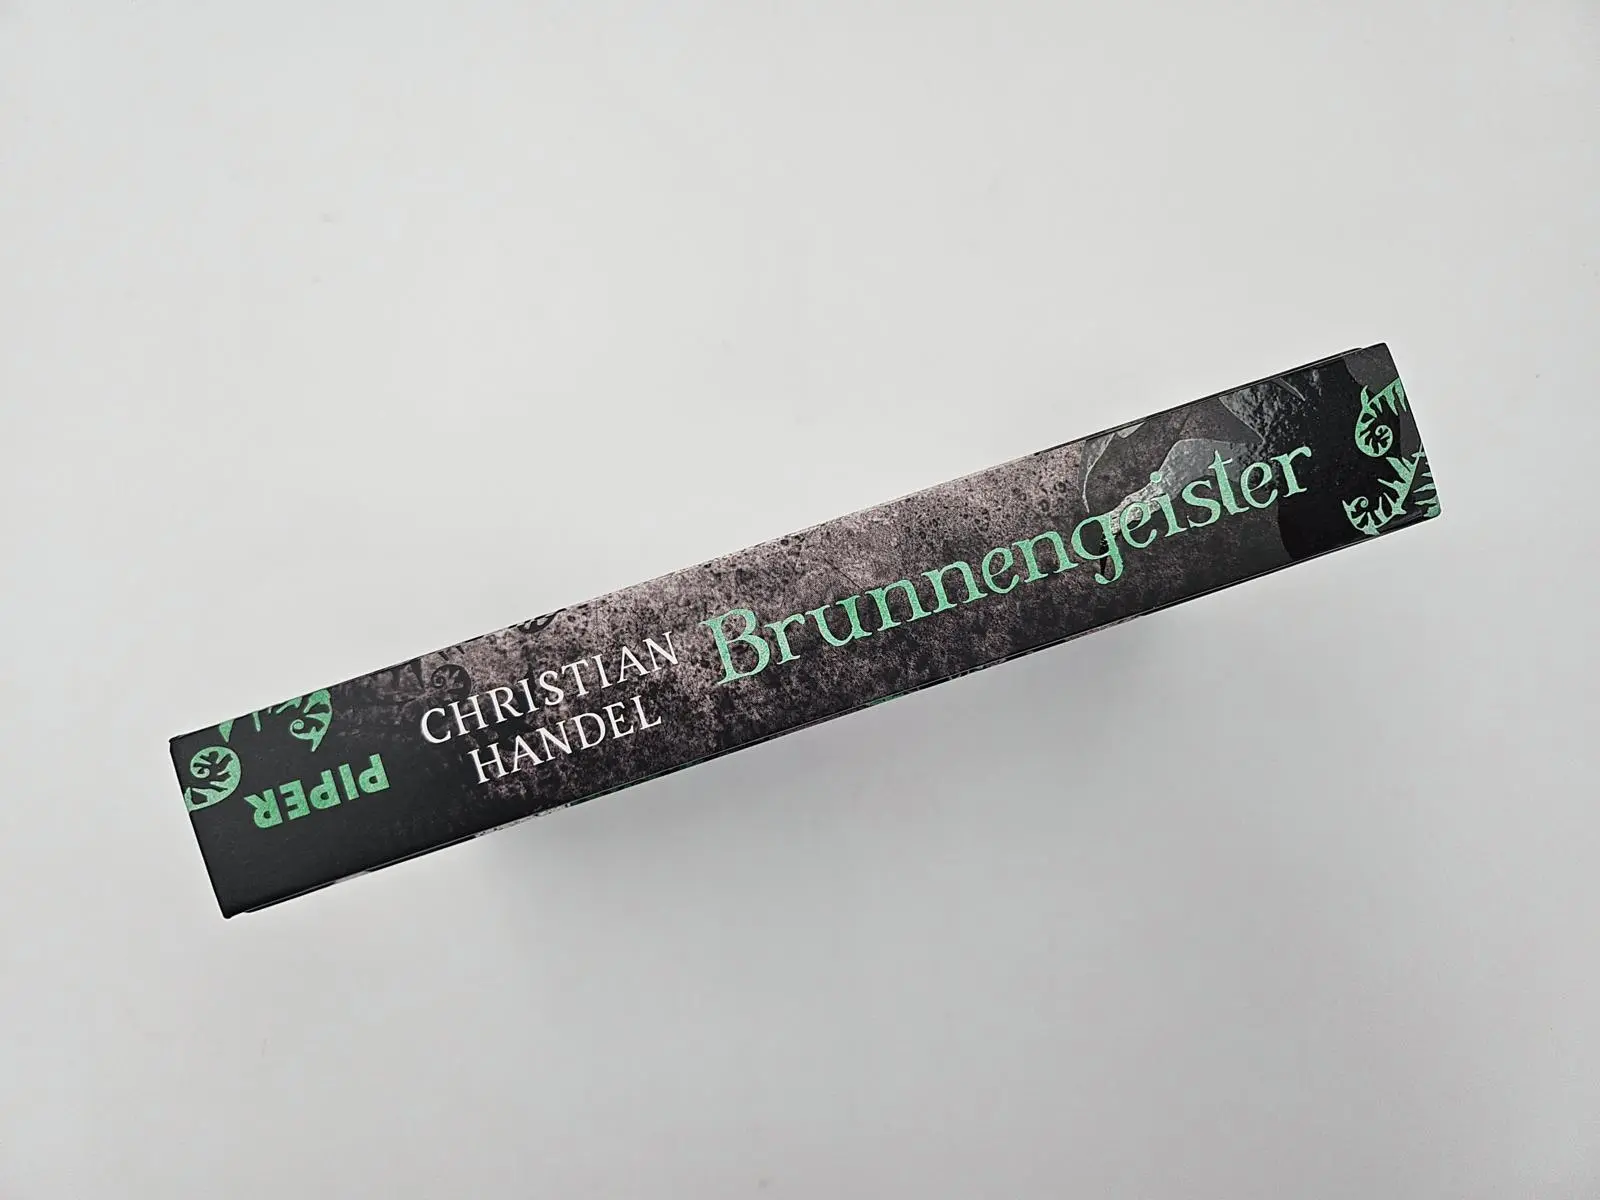 CHRISTIAN
HANDEL
Brunnengeister
PIPER